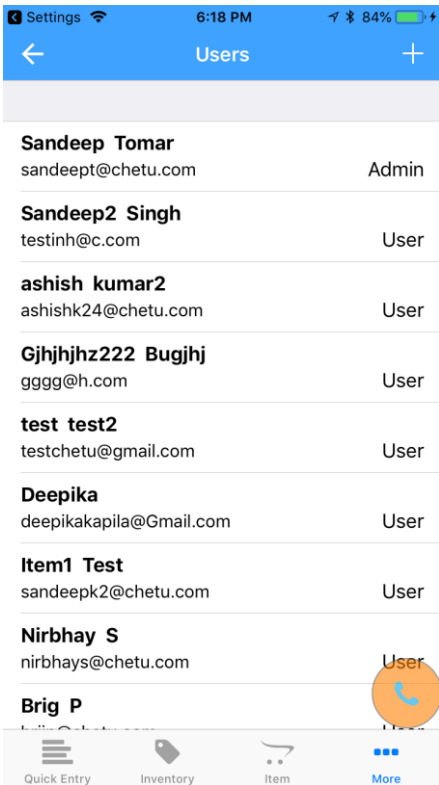 Settings 6:18 PM 84%
Users
Sandeep Tomar
sandeept@chetu.com
Admin
Sandeep2 Singh
testinh@c.com
User
ashish kumar2
ashishk24@chetu.com
User
Gjhjhjhz222 Bugjhj
gggg@h.com
User
test test2
testchetu@gmail.com
User
Deepika
deepikakapila@Gmail.com
User
Item1 Test
sandeepk2@chetu.com
User
Nirbhay S
nirbhays@chetu.com
User
Brig P
Quick Entry Inventory Item More